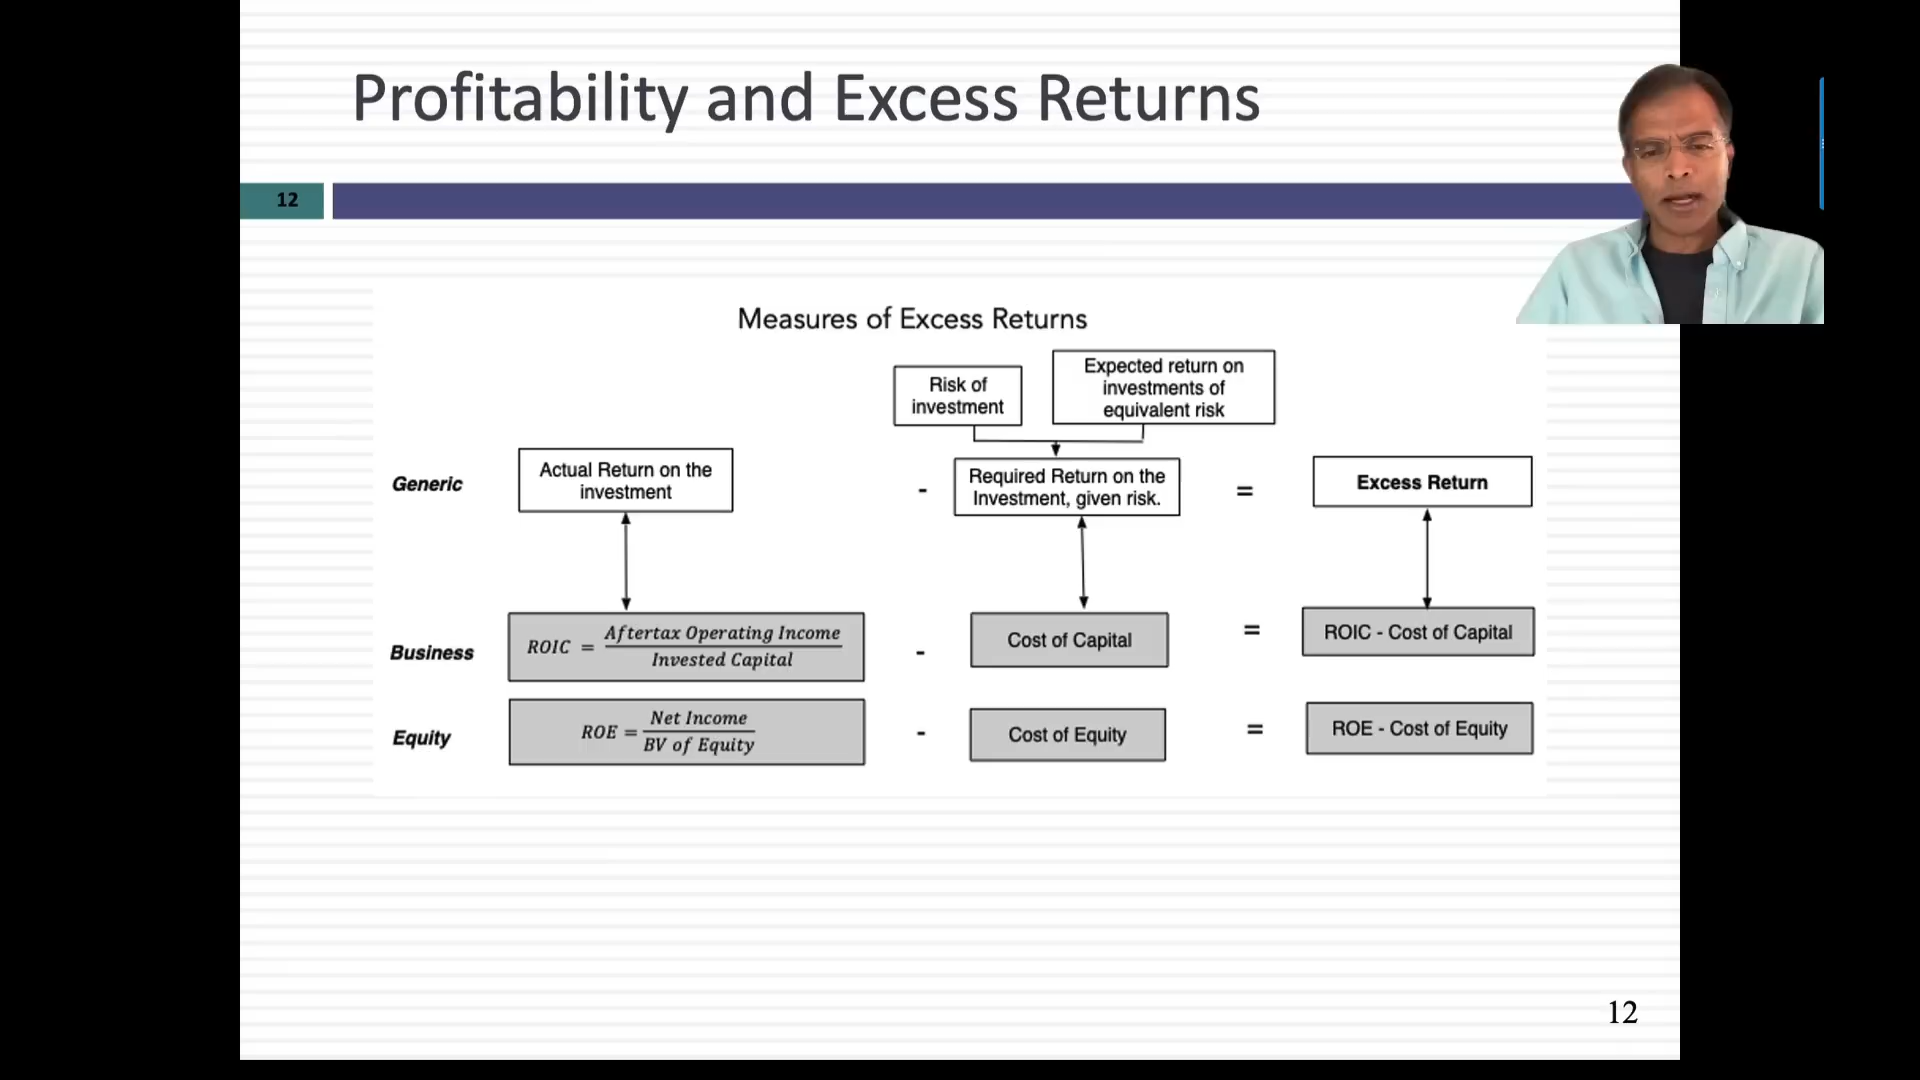 Profitability and Excess Returns
12
Measures of Excess Returns
Risk of
investment
Expected return on
investments of
equivalent risk
Generic
Actual Return on the
investment
-
Required Return on the
Investment, given risk.
=
Excess Return
Business
ROIC = Aftertax Operating Income
Invested Capital
-
Cost of Capital
=
ROIC - Cost of Capital
Equity
ROE = Net Income
BV of Equity
-
Cost of Equity
=
ROE - Cost of Equity
12